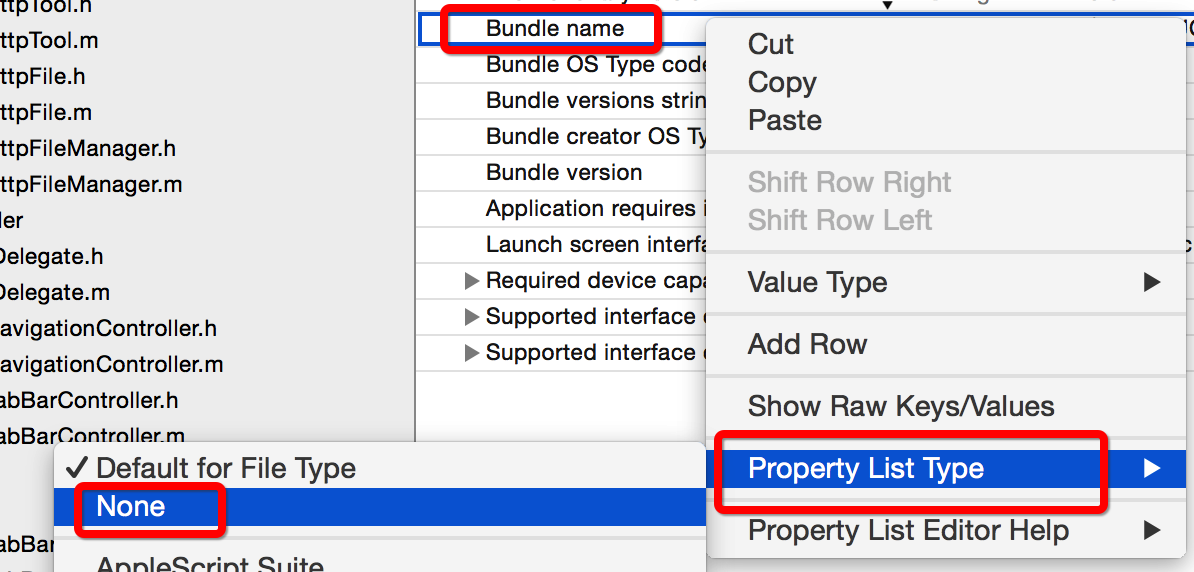 ttpTool.h
ttpTool.m
ttpFile.h
ttpFile.m
ttpFileManager.h
ttpFileManager.m
ler
Delegate.h
Delegate.m
avigationController.h
avigationController.m
abBarController.h
abBarController.m
abBar
Bundle name
Bundle OS Type code
Bundle versions strin
Bundle creator OS Ty
Bundle version
Application requires i
Launch screen interfa
Required device capa
Supported interface
Supported interface
Cut
Copy
Paste
Shift Row Right
Shift Row Left
Value Type
Add Row
Show Raw Keys/Values
Property List Type
Property List Editor Help
✓ Default for File Type
None
AppleScript Suite